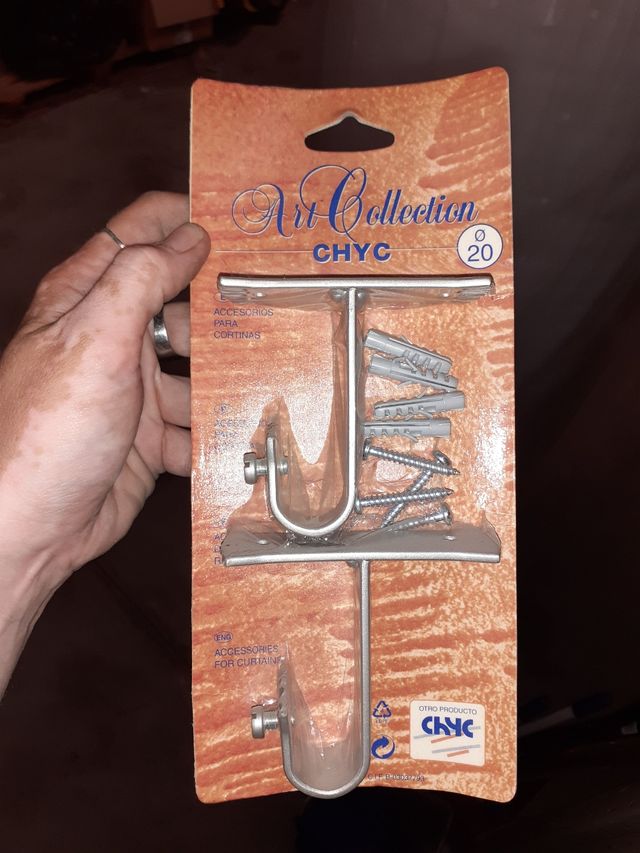 Art Collection
CHYC
Ø
20
ACCESORIOS
PARA
CORTINAS
ENG
ACCESSORIES
FOR CURTAINS
OTRO PRODUCTO
CHYC